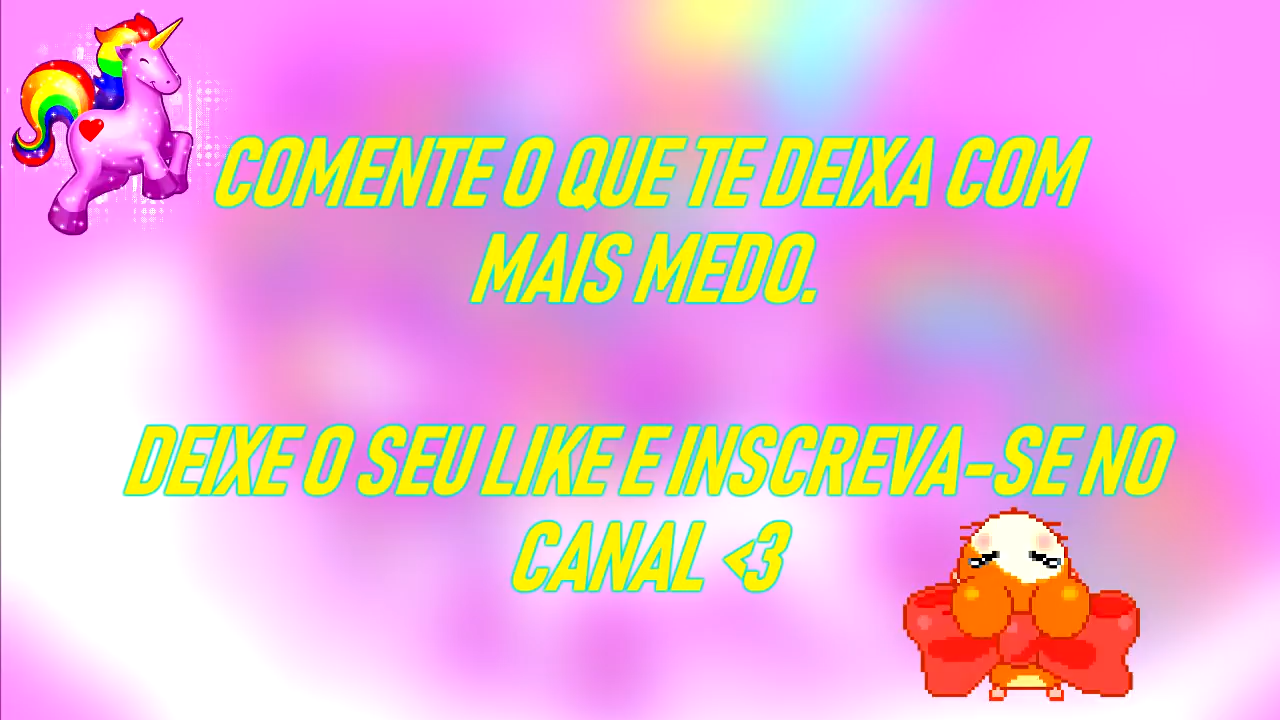 COMENTE O QUE TE DEIXA COM
MAIS MEDO.
DEIXE O SEU LIKE E INSCREVA-SE NO
CANAL <3